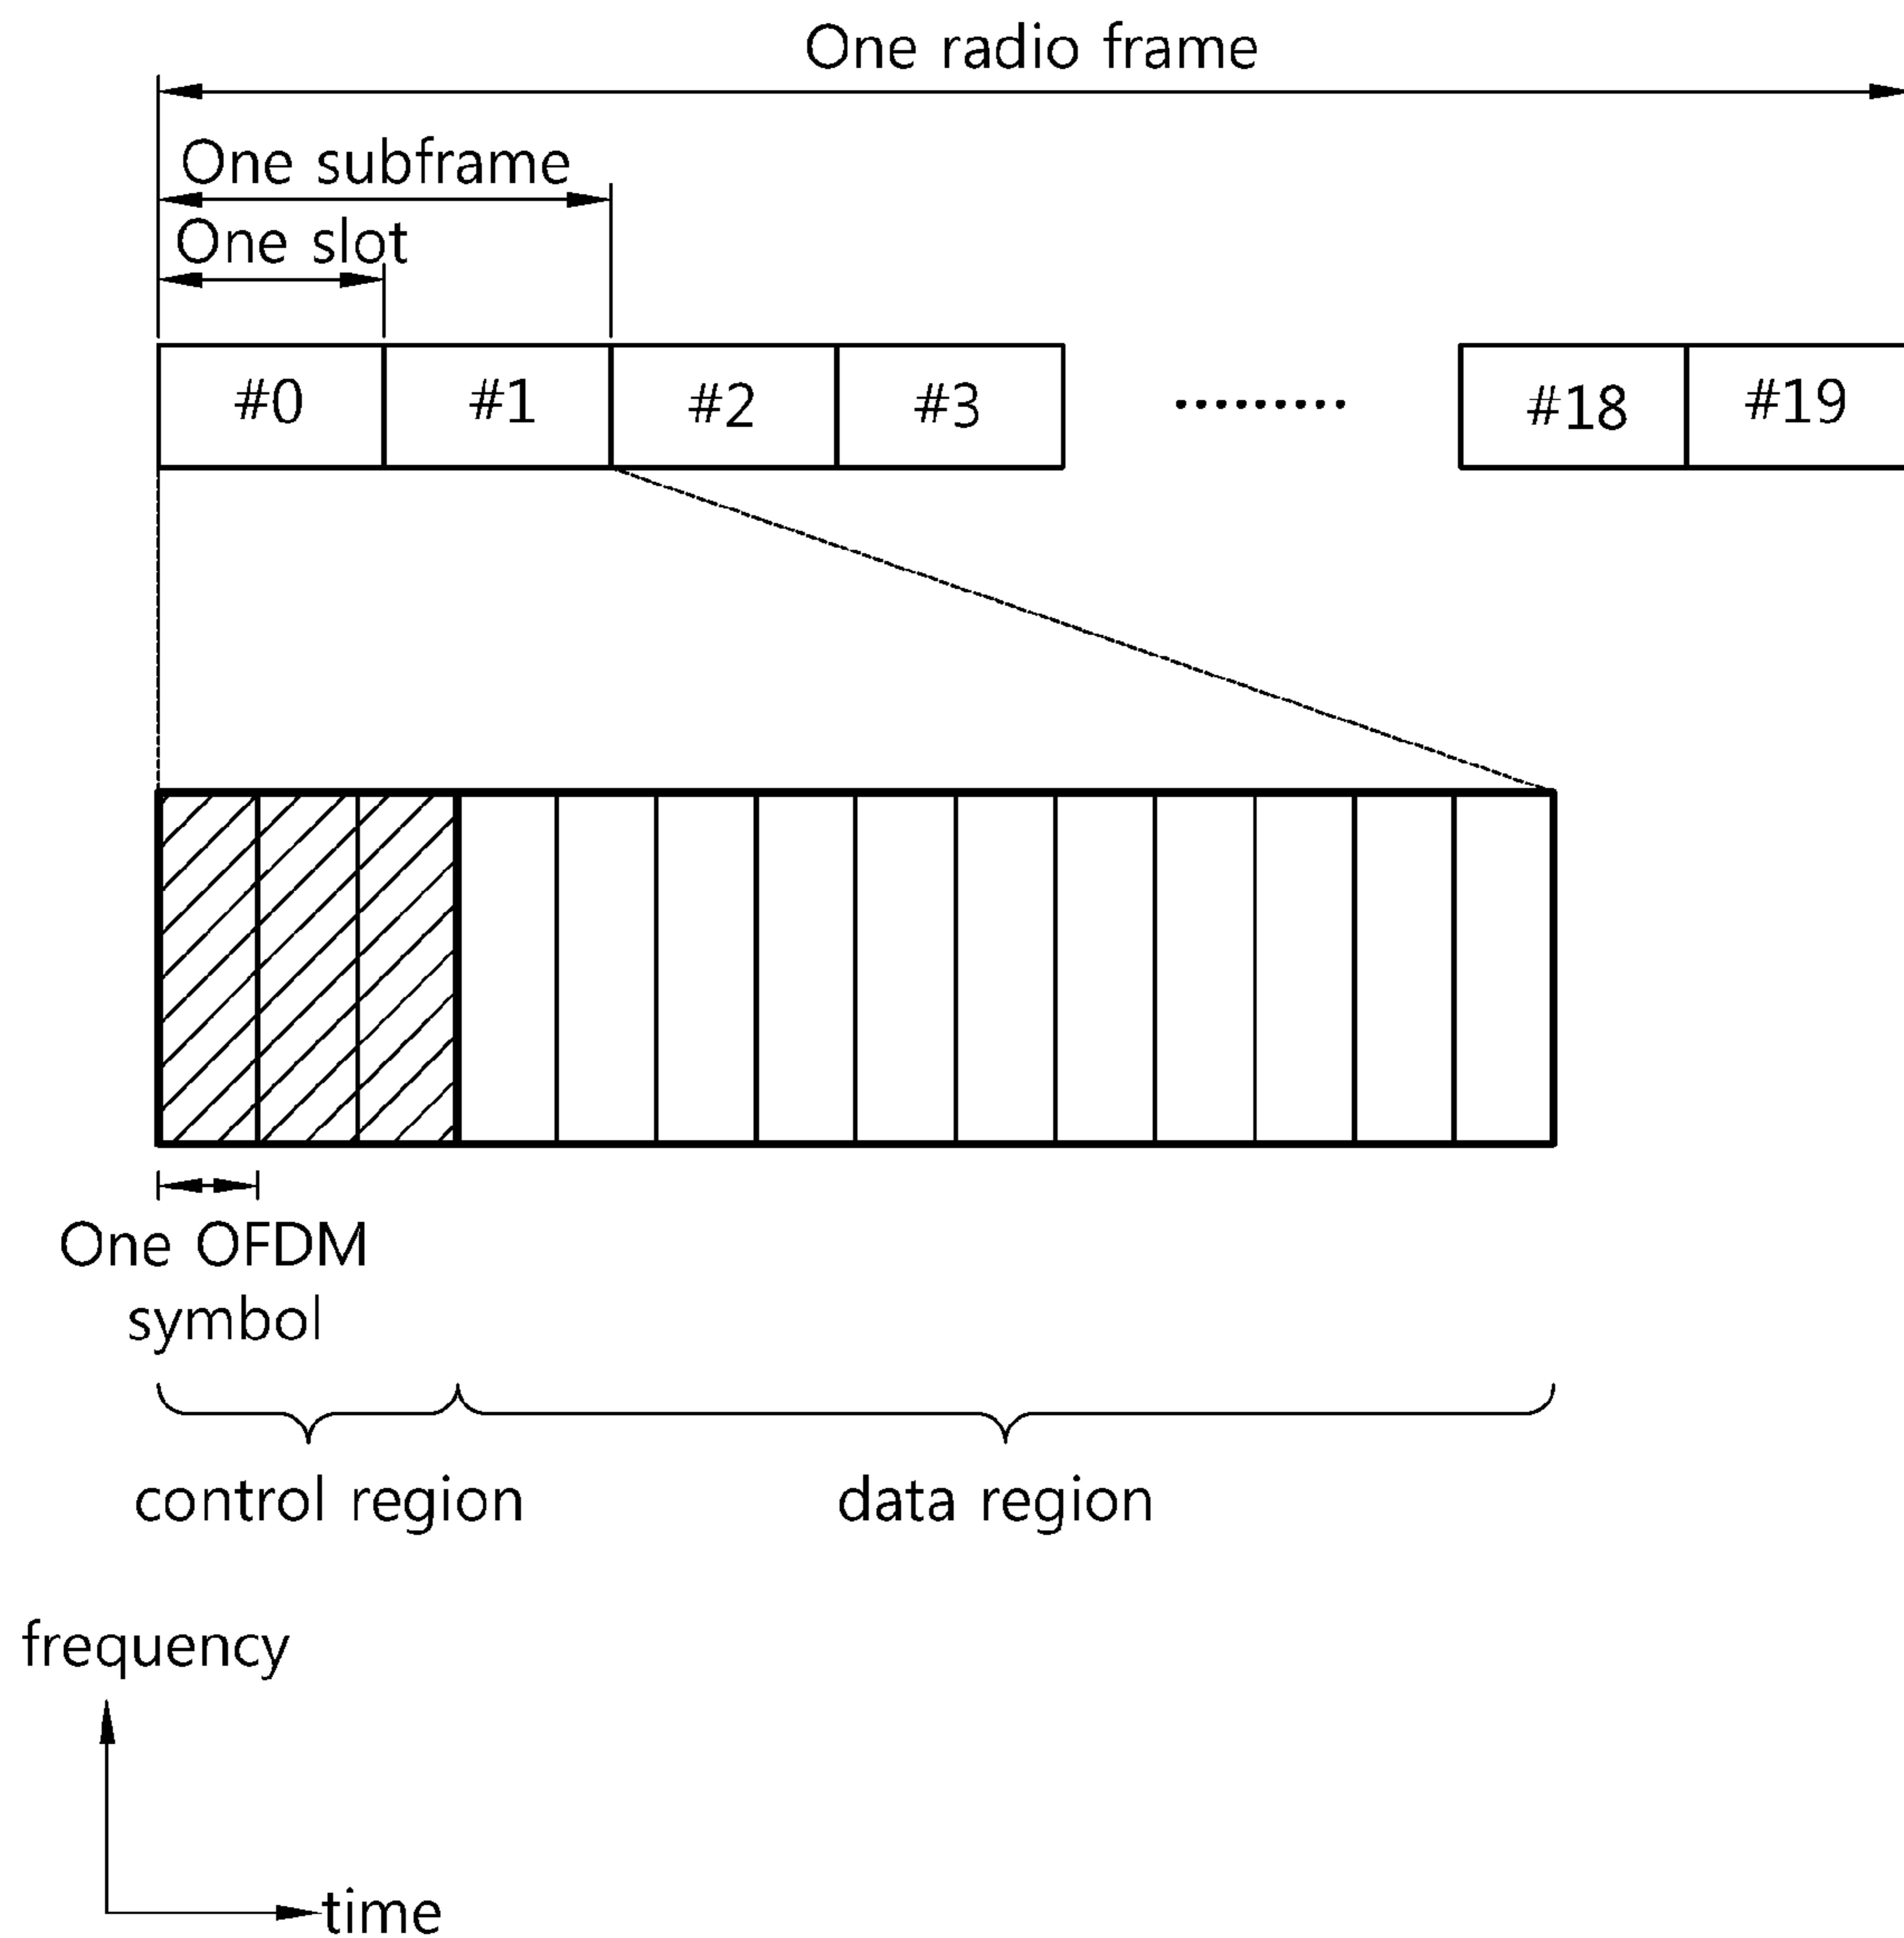 One radio frame
One subframe
One slot
#0 #1 #2 #3 ......... #18 #19
One OFDM
symbol
control region data region
frequency
time